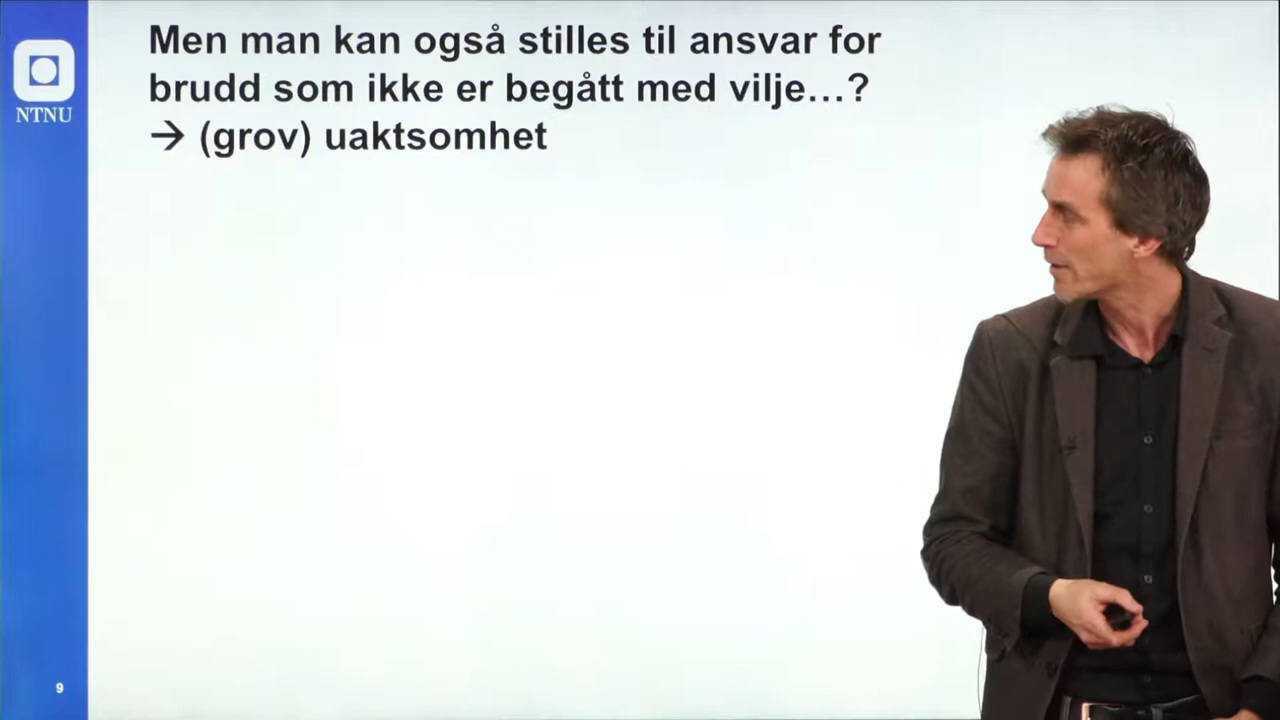 Men man kan også stilles til ansvar for
brudd som ikke er begått med vilje…?
→ (grov) uaktsomhet
NTNU
9